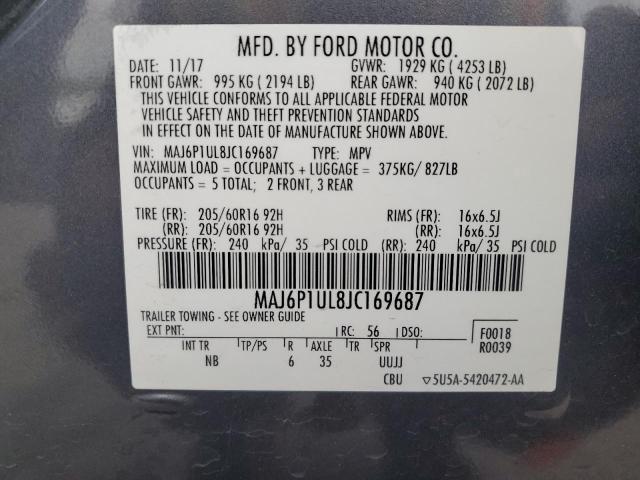 MFD. BY FORD MOTOR CO.
DATE: 11/17 GVWR: 1929 KG ( 4253 LB)
FRONT GAWR: 995 KG ( 2194 LB) REAR GAWR: 940 KG ( 2072 LB)
THIS VEHICLE CONFORMS TO ALL APPLICABLE FEDERAL MOTOR
VEHICLE SAFETY AND THEFT PREVENTION STANDARDS
IN EFFECT ON THE DATE OF MANUFACTURE SHOWN ABOVE.
VIN: MAJ6P1UL8JC169687 TYPE: MPV
MAXIMUM LOAD = OCCUPANTS + LUGGAGE = 375KG/ 827LB
OCCUPANTS = 5 TOTAL; 2 FRONT, 3 REAR
TIRE (FR): 205/60R16 92H RIMS (FR): 16x6.5J
(RR): 205/60R16 92H (RR): 16x6.5J
PRESSURE (FR): 240 kPa/ 35 PSI COLD (RR): 240 kPa/ 35 PSI COLD
MAJ6P1UL8JC169687
TRAILER TOWING - SEE OWNER GUIDE
EXT PNT: RC: 56 DSO: F0018
INT TR TP/PS R AXLE TR SPR R0039
NB 6 35 UUJJ
CBU ▽5U5A-5420472-AA